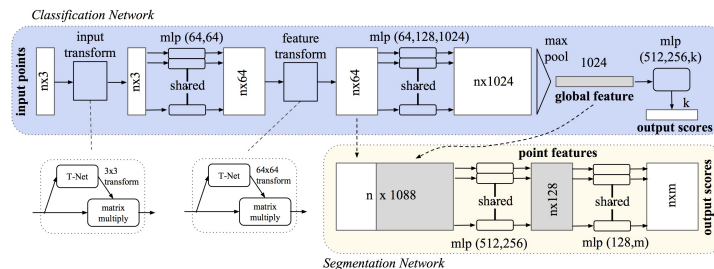 Classification Network
input points
nx3
input
transform
nx3
mlp (64,64)
shared
nx64
feature
transform
nx64
mlp (64,128,1024)
shared
nx1024
max
pool
1024
global feature
mlp
(512,256,k)
k
output scores
T-Net
3x3
transform
matrix
multiply
T-Net
64x64
transform
matrix
multiply
point features
n x 1088
shared
mlp (512,256)
nx128
shared
mlp (128,m)
nxm
output scores
Segmentation Network